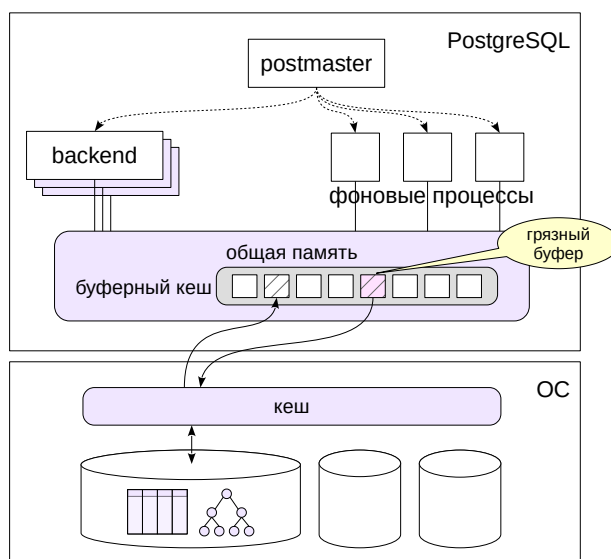 PostgreSQL
postmaster
backend
фоновые процессы
общая память
грязный
буфер
буферный кеш
ОС
кеш